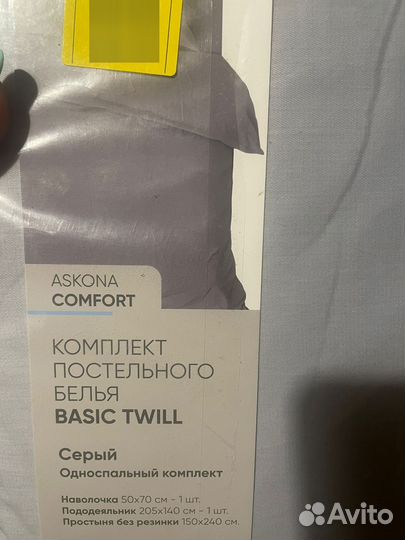 ASKONA
COMFORT
КОМПЛЕКТ
ПОСТЕЛЬНОГО
БЕЛЬЯ
BASIC TWILL
Серый
Односпальный комплект
Наволочка 50х70 см - 1 шт.
Пододеяльник 205х140 см - 1 шт.
Простыня без резинки 150х240 см.
Avito